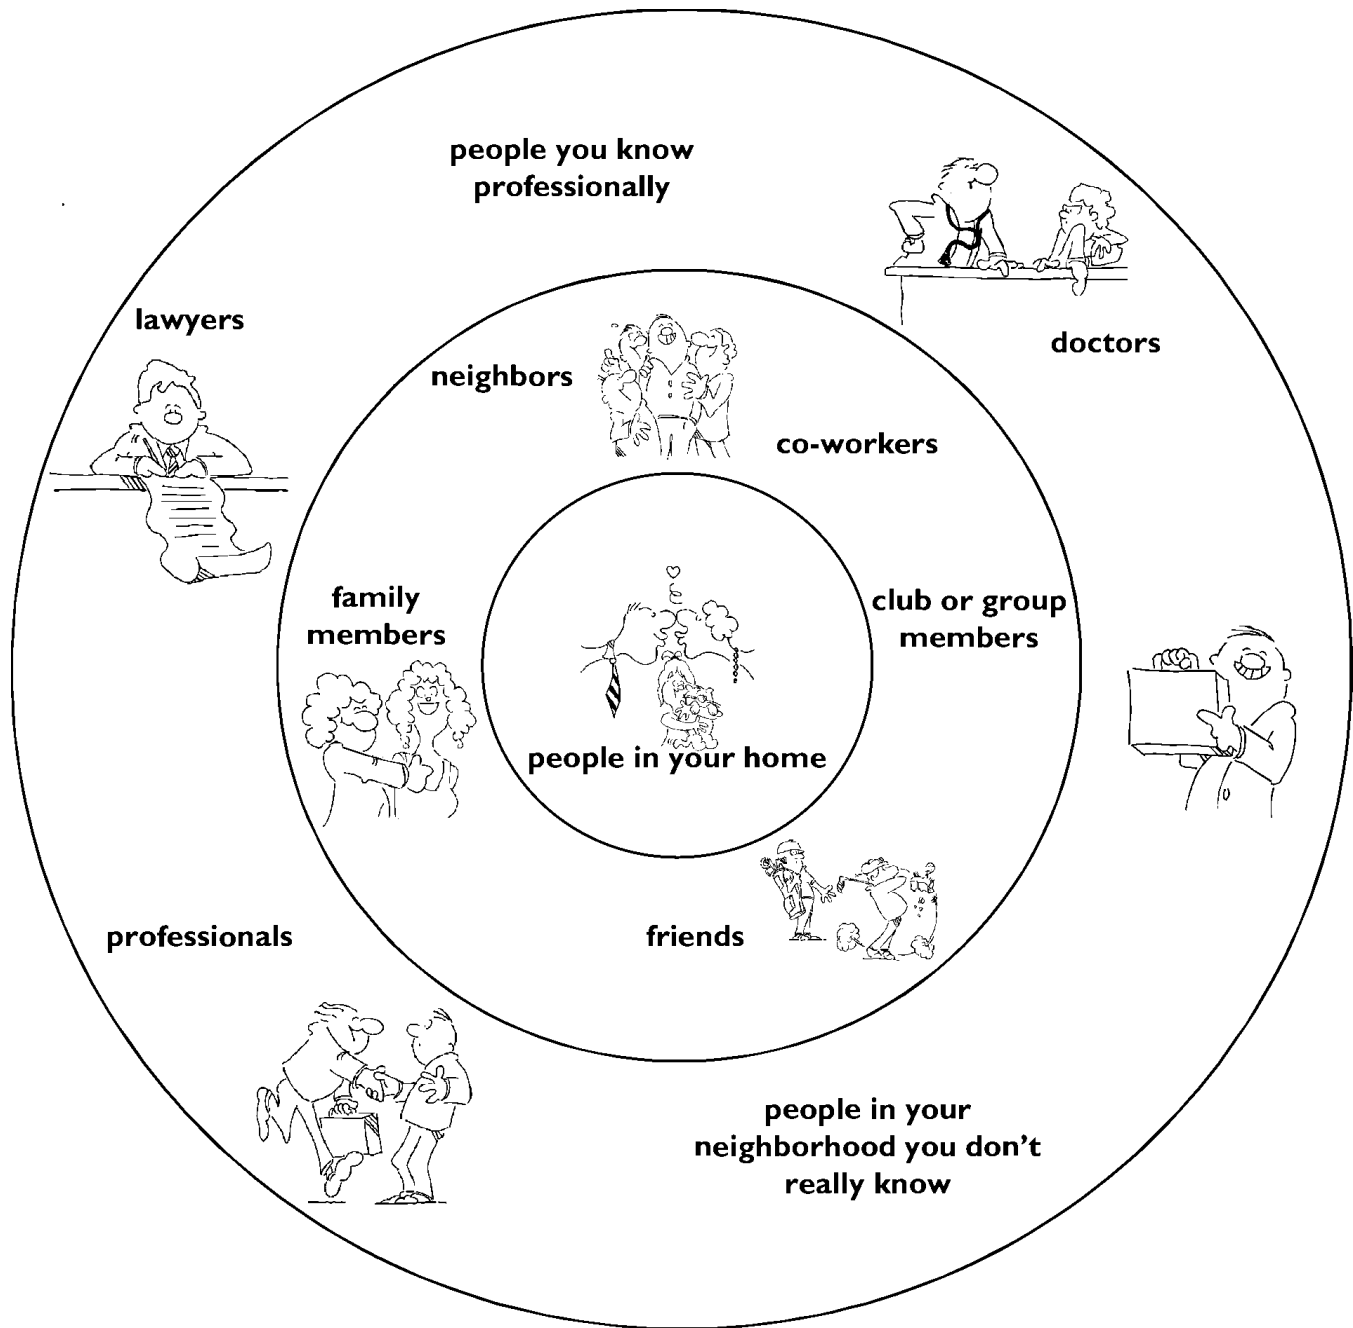 people you know
professionally
lawyers
doctors
neighbors
co-workers
family
members
club or group
members
people in your home
professionals
friends
people in your
neighborhood you don't
really know